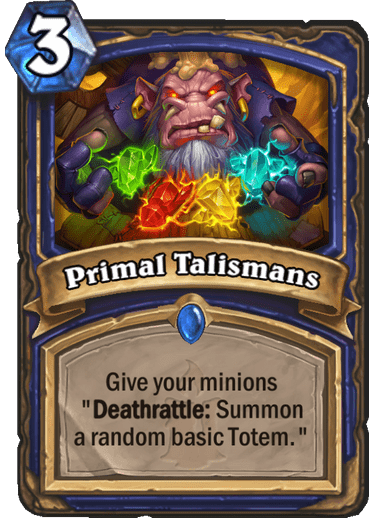 3
Primal Talismans
Give your minions
"Deathrattle: Summon
a random basic Totem."